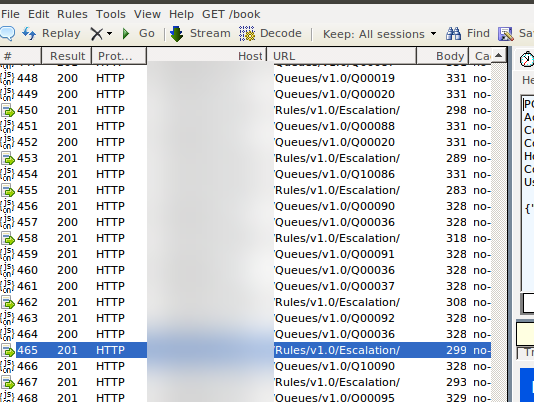 File Edit Rules Tools View Help GET /book
Replay Go Stream Decode Keep: All sessions Find
# Result Prot... Host URL Body Ca
448 200 HTTP /Queues/v1.0/Q00019 331 no-
449 200 HTTP /Queues/v1.0/Q00020 331 no-
450 201 HTTP /Rules/v1.0/Escalation/ 298 no-
451 201 HTTP /Queues/v1.0/Q00088 331 no-
452 200 HTTP /Queues/v1.0/Q00020 331 no-
453 201 HTTP /Rules/v1.0/Escalation/ 289 no-
454 201 HTTP /Queues/v1.0/Q10086 331 no-
455 201 HTTP /Rules/v1.0/Escalation/ 283 no-
456 201 HTTP /Queues/v1.0/Q00090 328 no-
457 200 HTTP /Queues/v1.0/Q00036 328 no-
458 201 HTTP /Rules/v1.0/Escalation/ 318 no-
459 201 HTTP /Queues/v1.0/Q00091 328 no-
460 200 HTTP /Queues/v1.0/Q00036 328 no-
461 200 HTTP /Queues/v1.0/Q00037 328 no-
462 201 HTTP /Rules/v1.0/Escalation/ 308 no-
463 201 HTTP /Queues/v1.0/Q00092 328 no-
464 200 HTTP /Queues/v1.0/Q00036 328 no-
465 201 HTTP /Rules/v1.0/Escalation/ 299 no-
466 201 HTTP /Queues/v1.0/Q10090 328 no-
467 201 HTTP /Rules/v1.0/Escalation/ 293 no-
468 201 HTTP /Queues/v1.0/Q00095 329 no-